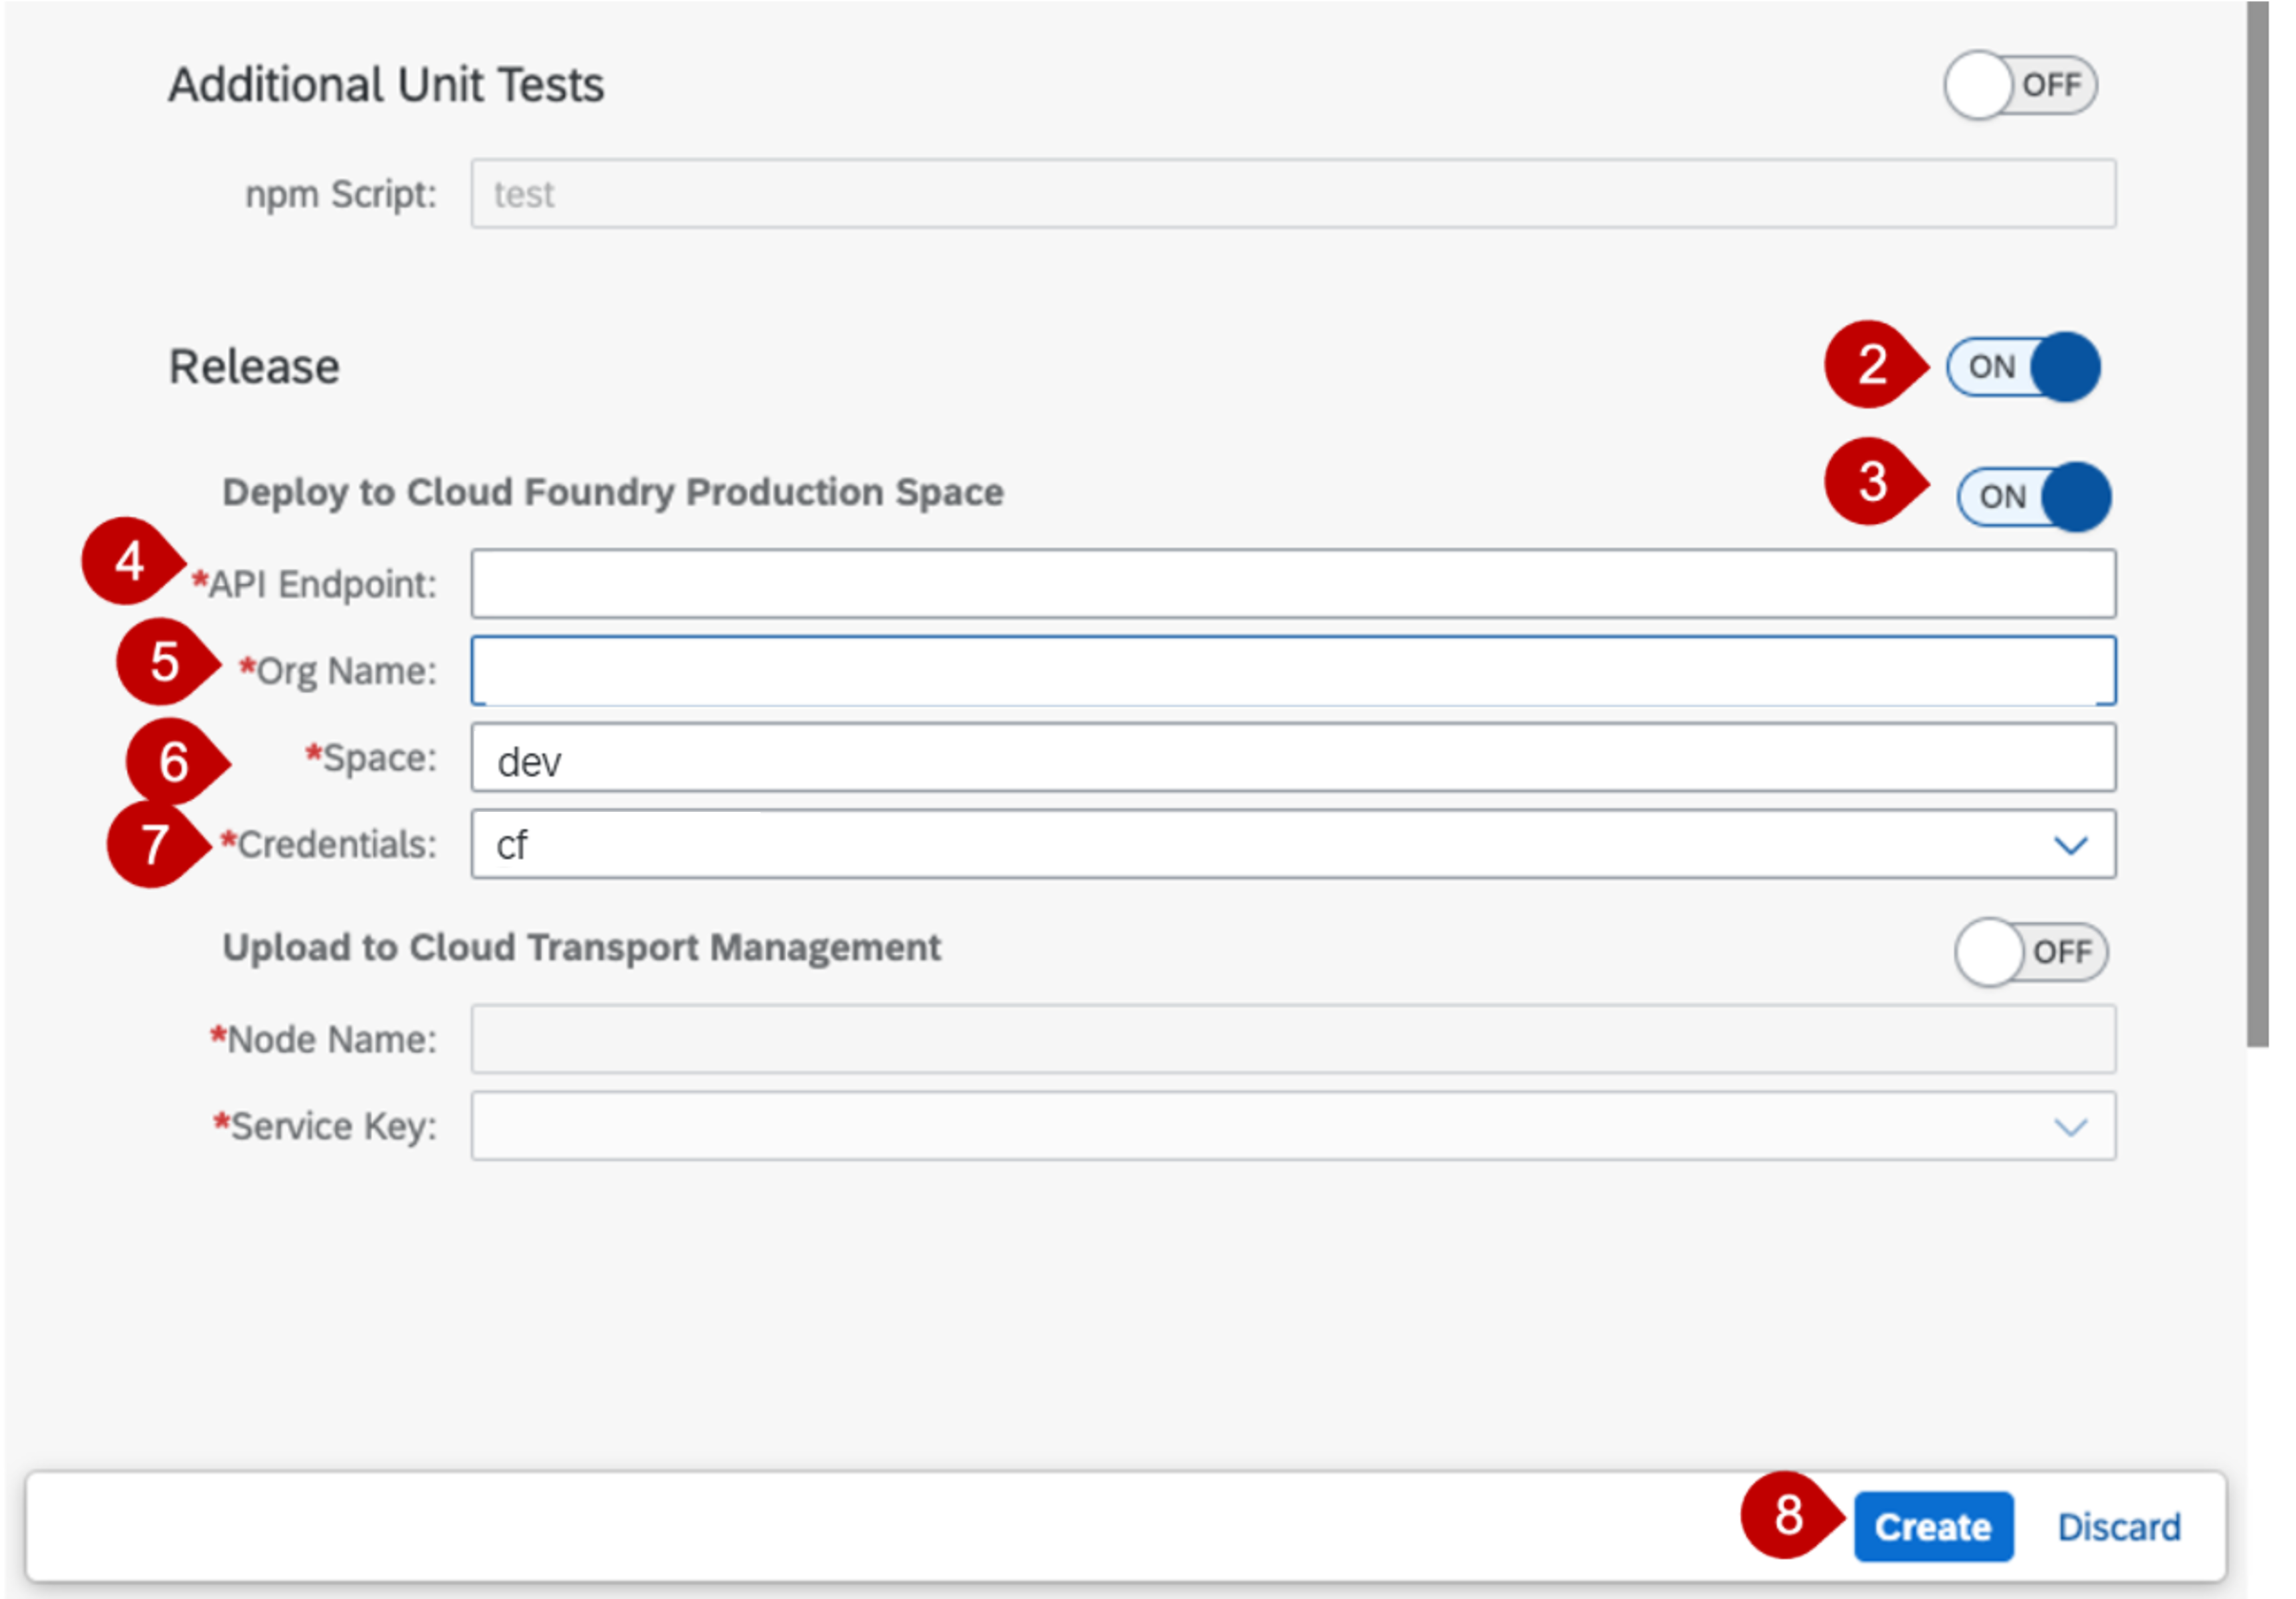 Additional Unit Tests OFF
npm Script: test
Release 2 ON
Deploy to Cloud Foundry Production Space 3 ON
4 *API Endpoint:
5 *Org Name:
6 *Space: dev
7 *Credentials: cf
Upload to Cloud Transport Management OFF
*Node Name:
*Service Key:
8 Create Discard